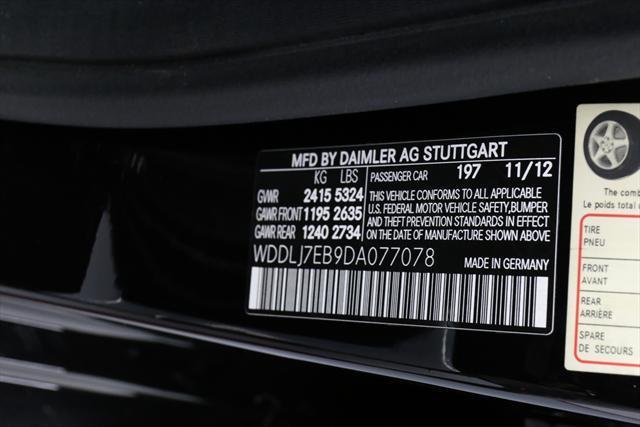 MFD BY DAIMLER AG STUTTGART
KG LBS
GVWR 2415 5324
GAWR FRONT 1195 2635
GAWR REAR 1240 2734
PASSENGER CAR 197 11/12
THIS VEHICLE CONFORMS TO ALL APPLICABLE
U.S. FEDERAL MOTOR VEHICLE SAFETY, BUMPER
AND THEFT PREVENTION STANDARDS IN EFFECT
ON DATE OF MANUFACTURE SHOWN ABOVE
WDDLJ7EB9DA077078 MADE IN GERMANY
The comb
Le poids total
TIRE
PNEU
FRONT
AVANT
REAR
ARRIÈRE
SPARE
DE SECOURS